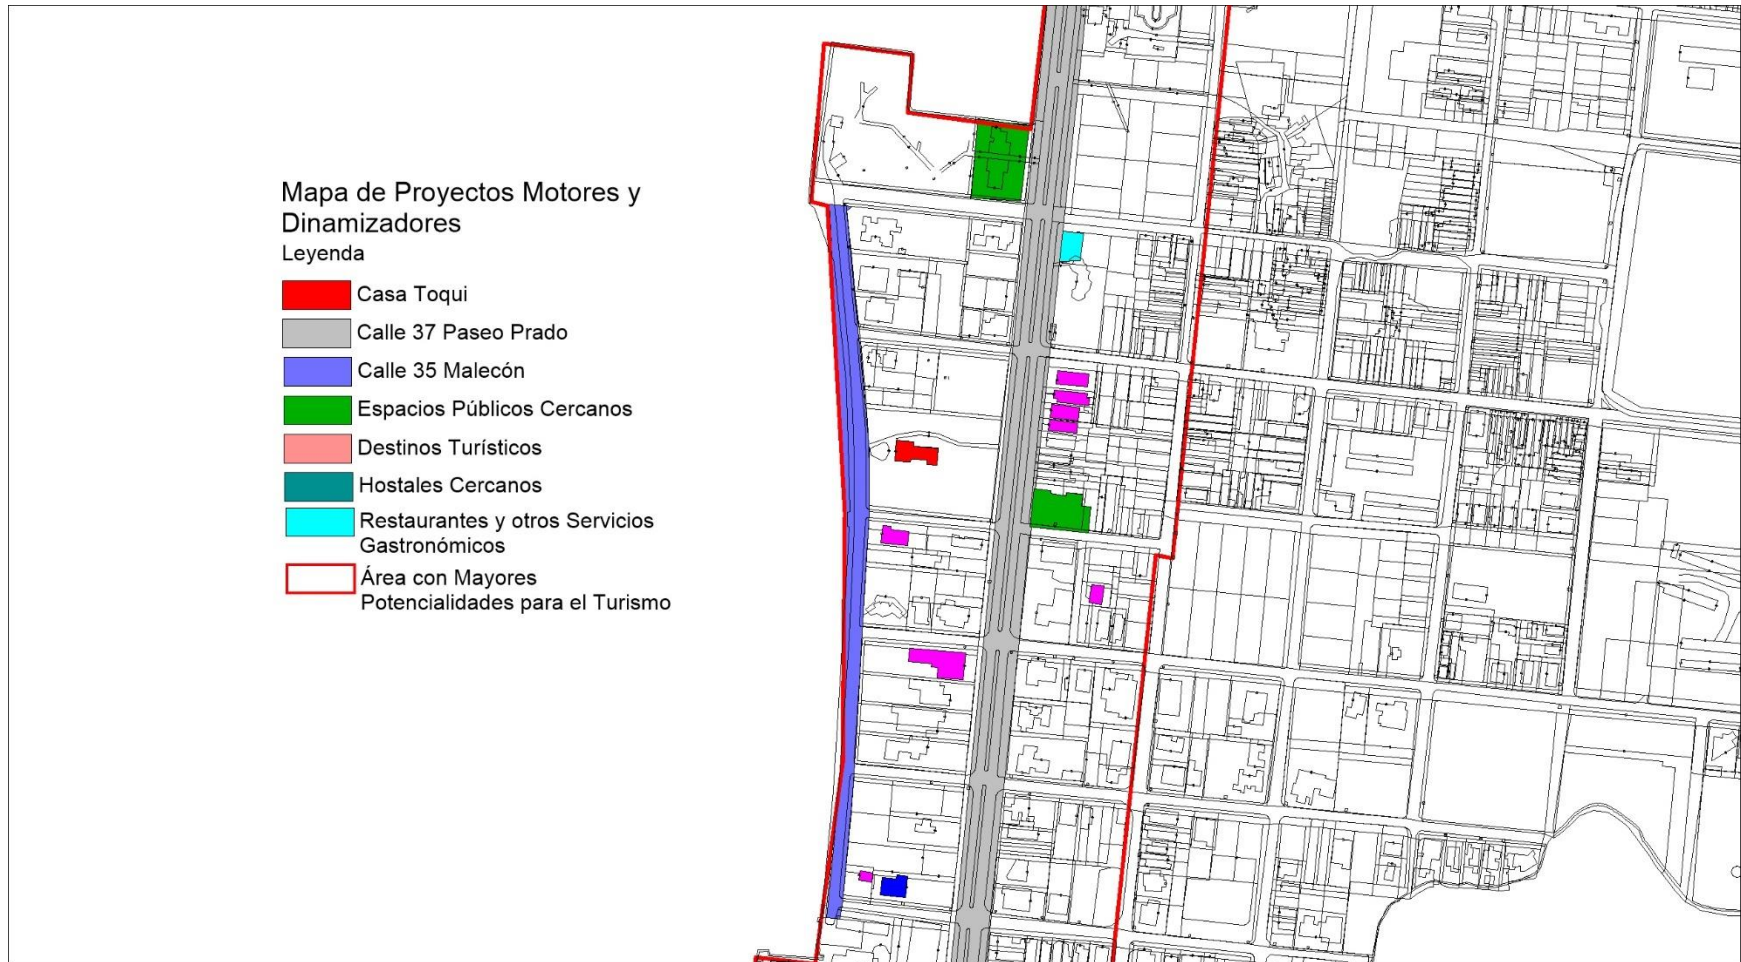 Mapa de Proyectos Motores y
Dinamizadores
Leyenda
Casa Toqui
Calle 37 Paseo Prado
Calle 35 Malecón
Espacios Públicos Cercanos
Destinos Turísticos
Hostales Cercanos
Restaurantes y otros Servicios
Gastronómicos
Área con Mayores
Potencialidades para el Turismo